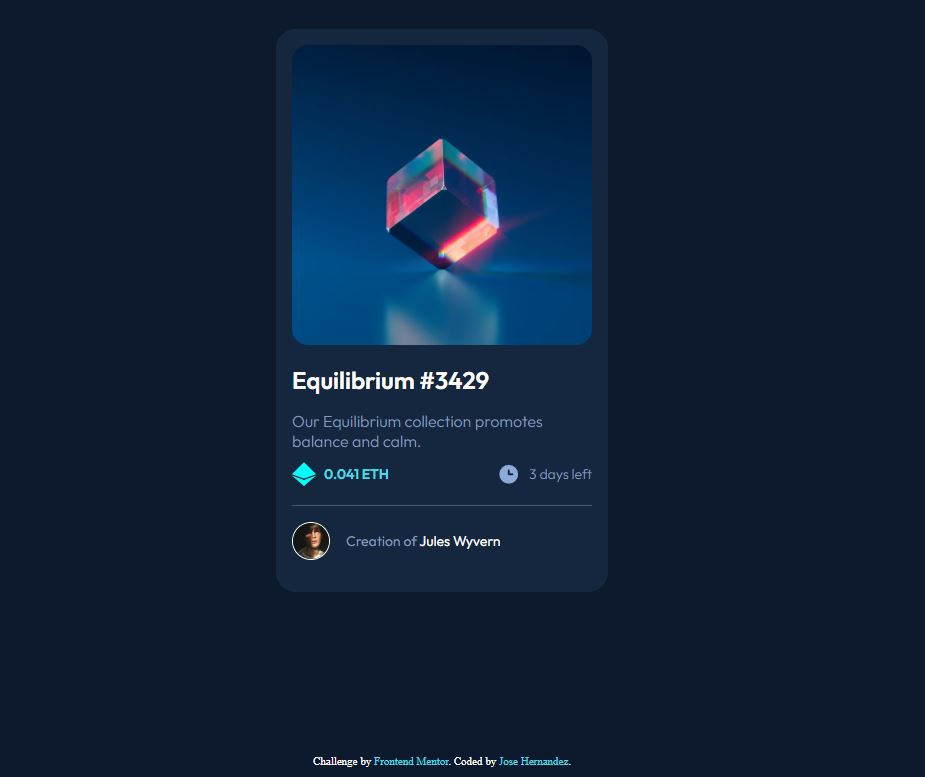 Equilibrium #3429
Our Equilibrium collection promotes
balance and calm.
0.041 ETH
3 days left
Creation of Jules Wyvern
Challenge by Frontend Mentor. Coded by Jose Hernandez.